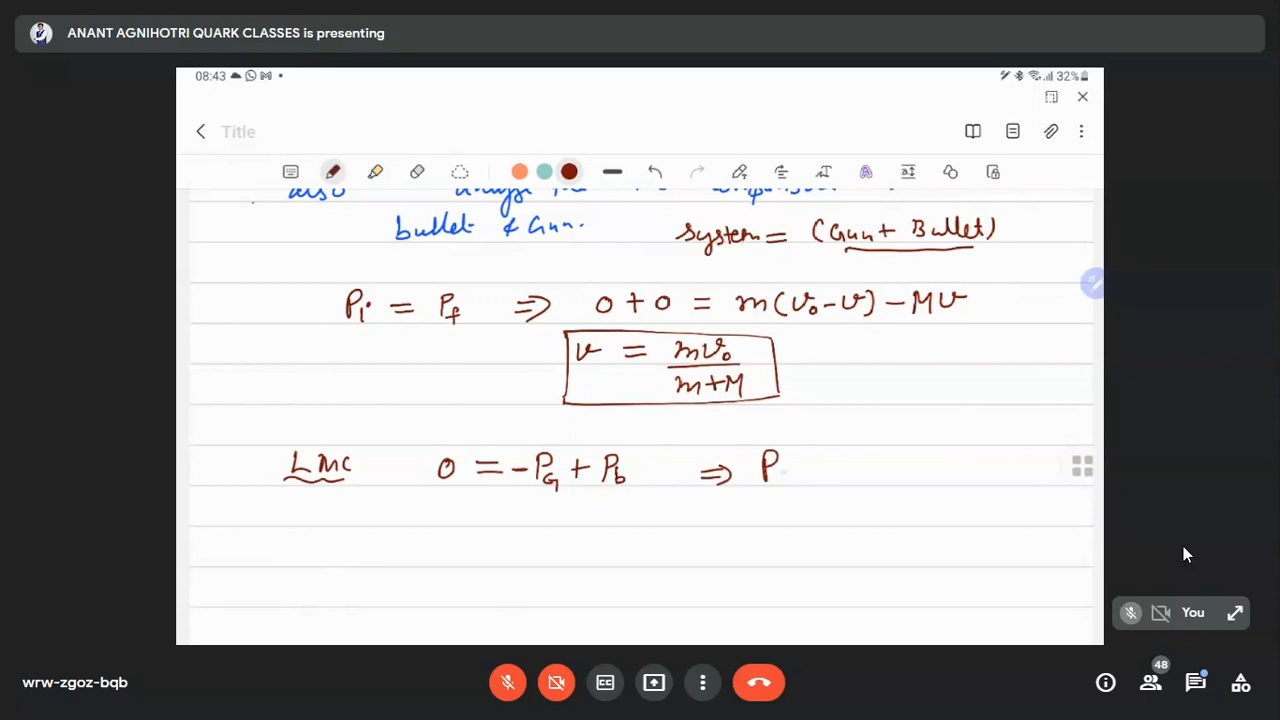 ANANT AGNIHOTRI QUARK CLASSES is presenting
08:43 32%
Title
also
bullet & Gun. system = (Gun + Bullet)
Pi = Pf ⇒ 0 + 0 = m(v₀-v) - Mv
v = mv₀
m+M
LMC 0 = -PG + Pb ⇒ P
You
48
wrw-zgoz-bqb